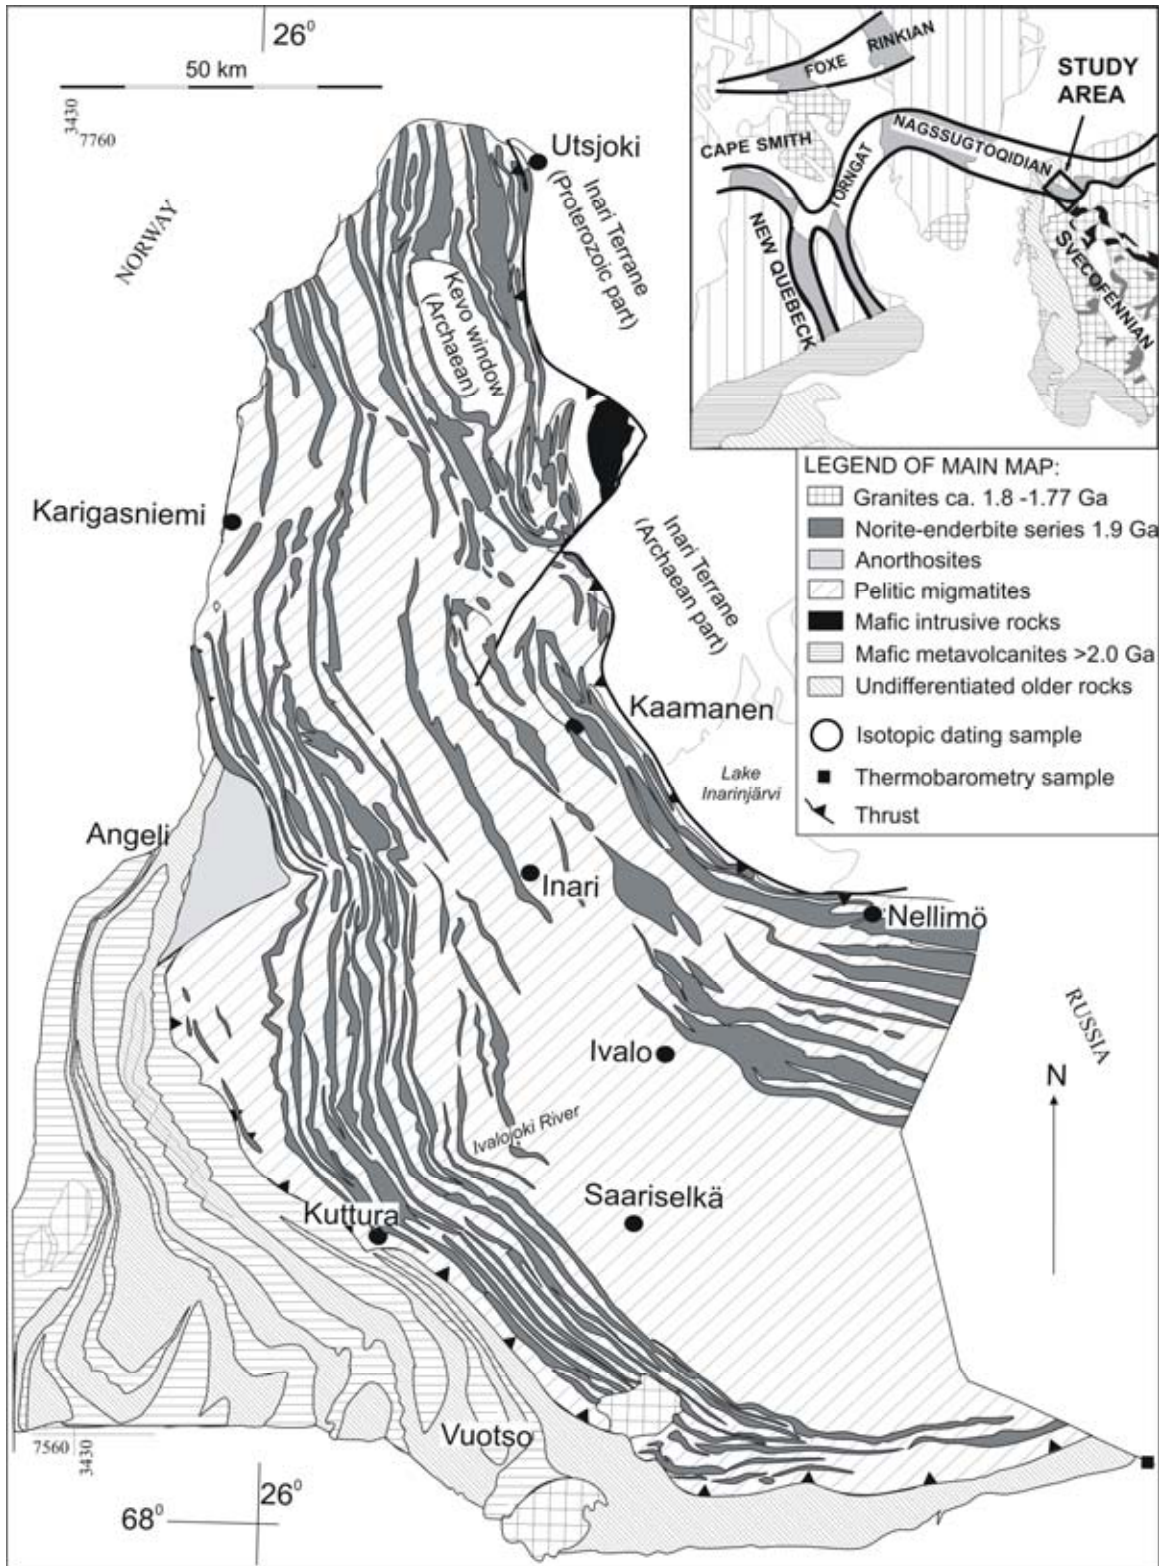 26⁰
50 km
3430
7760
Utsjoki
Inari Terrane
(Proterozoic part)
NORWAY
Kevo window
(Archaean)
Karigasniemi
Inari Terrane
(Archaean part)
Kaamanen
Lake
Inarinjärvi
Angeli
Inari
Nellimö
RUSSIA
Ivalo
N
Ivalojoki River
Saariselkä
Kuttura
Vuotso
7560
3430
26⁰
68⁰
RINKIAN
FOXE
STUDY
AREA
CAPE SMITH
NAGSSUGTOQIDIAN
TORNGAT
NEW QUEBECK
SVECOFENNIAN
LEGEND OF MAIN MAP:
Granites ca. 1.8 -1.77 Ga
Norite-enderbite series 1.9 Ga
Anorthosites
Pelitic migmatites
Mafic intrusive rocks
Mafic metavolcanites >2.0 Ga
Undifferentiated older rocks
Isotopic dating sample
Thermobarometry sample
Thrust